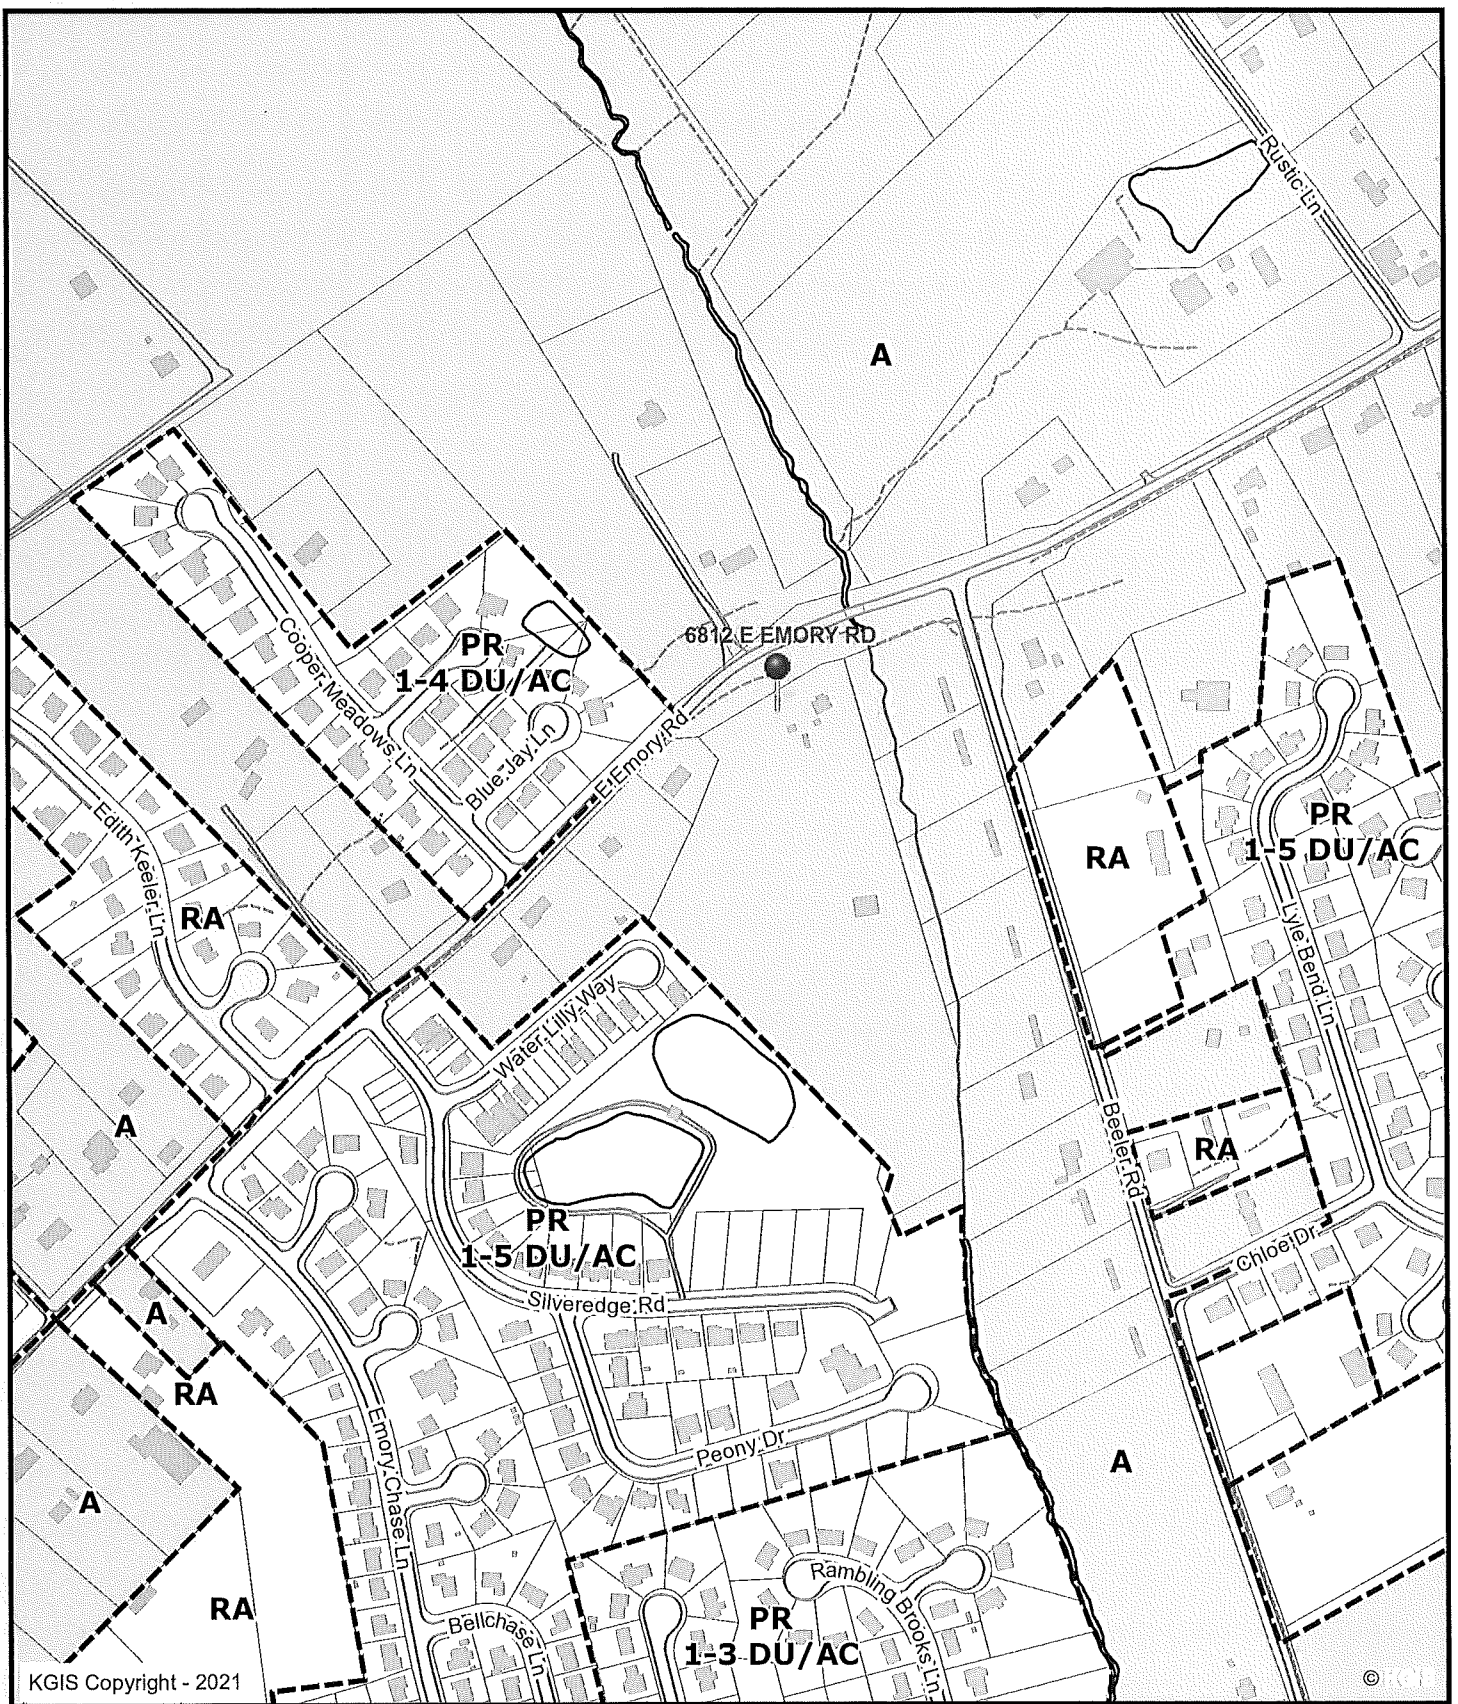 Rustic Ln
A
6812 E EMORY RD
Cooper Meadows Ln
PR
1-4 DU/AC
Blue Jay Ln
E Emory Rd
Edith Keeler Ln
RA
RA
PR
1-5 DU/AC
Lyle Bend Ln
Water Lilly Way
A
Beeler Rd
RA
PR
1-5 DU/AC
Chloe Dr
Silveredge Rd
A
RA
Emory Chase Ln
Peony Dr
A
A
Rambling Brooks Ln
RA
Bellchase Ln
PR
1-3 DU/AC
KGIS Copyright - 2021
©